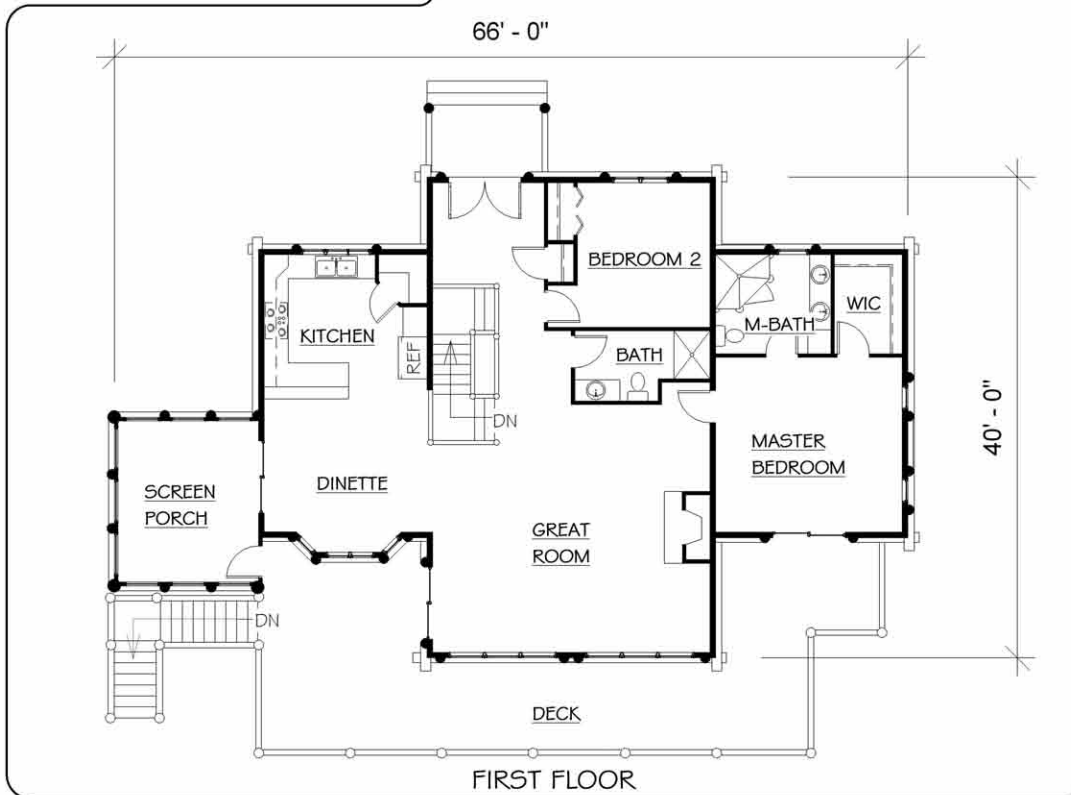 66' - 0"
BEDROOM 2
KITCHEN
REF
BATH
M-BATH
WIC
40' - 0"
DN
MASTER
BEDROOM
DINETTE
SCREEN
PORCH
GREAT
ROOM
DN
DECK
FIRST FLOOR